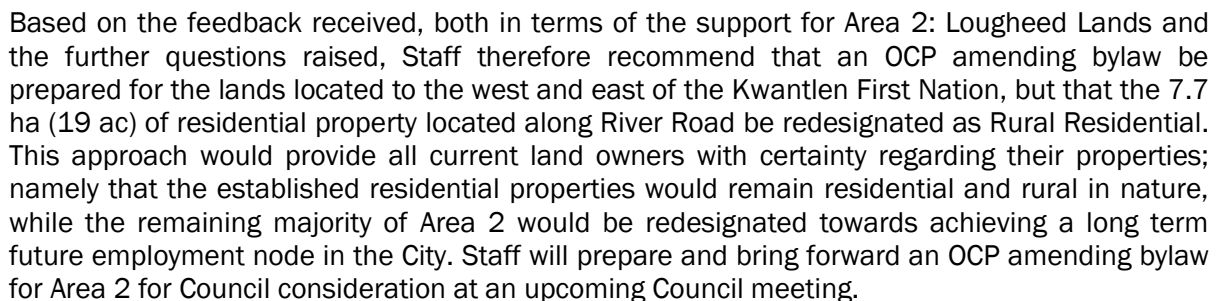 Based on the feedback received, both in terms of the support for Area 2: Lougheed Lands and
the further questions raised, Staff therefore recommend that an OCP amending bylaw be
prepared for the lands located to the west and east of the Kwantlen First Nation, but that the 7.7
ha (19 ac) of residential property located along River Road be redesignated as Rural Residential.
This approach would provide all current land owners with certainty regarding their properties;
namely that the established residential properties would remain residential and rural in nature,
while the remaining majority of Area 2 would be redesignated towards achieving a long term
future employment node in the City. Staff will prepare and bring forward an OCP amending bylaw
for Area 2 for Council consideration at an upcoming Council meeting.